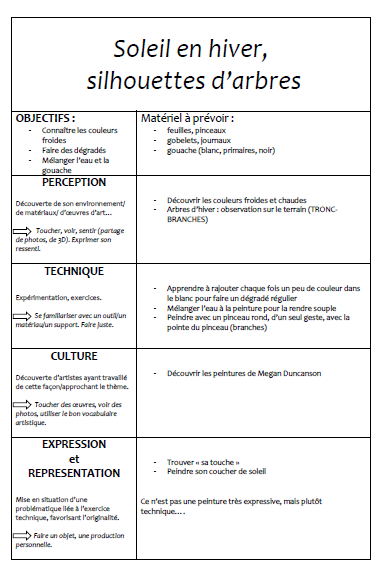 Soleil en hiver,
silhouettes d'arbres
OBJECTIFS :
- Connaître les couleurs
froides
- Faire des dégradés
- Mélanger l'eau et la
gouache
Matériel à prévoir :
- feuilles, pinceaux
- gobelets, journaux
- gouache (blanc, primaires, noir)
PERCEPTION
Découverte de son environnement/
de matériaux/ d'œuvres d'art…
Toucher, voir, sentir (partage
de photos, de 3D). Exprimer son
ressenti.
- Découvrir les couleurs froides et chaudes
- Arbres d'hiver : observation sur le terrain (TRONC-
BRANCHES)
TECHNIQUE
Expérimentation, exercices.
Se familiariser avec un outil/un
matériau/un support. Faire juste.
- Apprendre à rajouter chaque fois un peu de couleur dans
le blanc pour faire un dégradé régulier
- Mélanger l'eau à la peinture pour la rendre souple
- Peindre avec un pinceau rond, d'un seul geste, avec la
pointe du pinceau (branches)
CULTURE
Découverte d'artistes ayant travaillé
de cette façon/approchant le thème.
Toucher des œuvres, voir des
photos, utiliser le bon vocabulaire
artistique.
- Découvrir les peintures de Megan Duncanson
EXPRESSION
et
REPRESENTATION
Mise en situation d'une
problématique liée à l'exercice
technique, favorisant l'originalité.
Faire un objet, une production
personnelle.
- Trouver « sa touche »
- Peindre son coucher de soleil
Ce n'est pas une peinture très expressive, mais plutôt
technique….